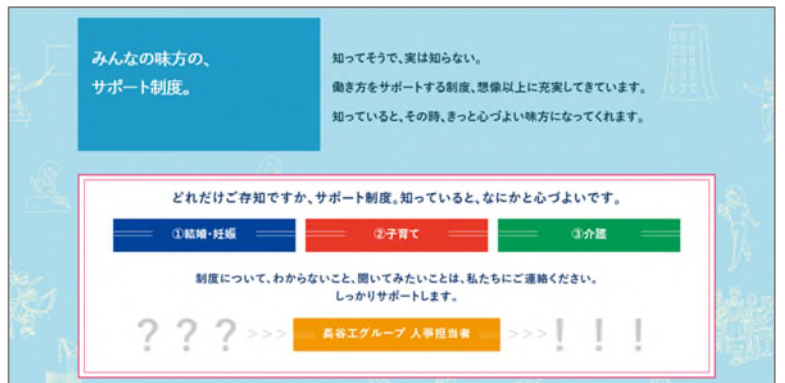 みんなの味方の、
サポート制度。
知ってそうで、実は知らない。
働き方をサポートする制度、想像以上に充実してきています。
知っていると、その時、きっと心づよい味方になってくれます。
どれだけご存知ですか、サポート制度。知っていると、なにかと心づよいです。
①結婚・妊娠 ②子育て ③介護
制度について、わからないこと、聞いてみたいことは、私たちにご連絡ください。
しっかりサポートします。
? ? ? >>> 長谷工グループ 人事担当者 >>> ! ! !